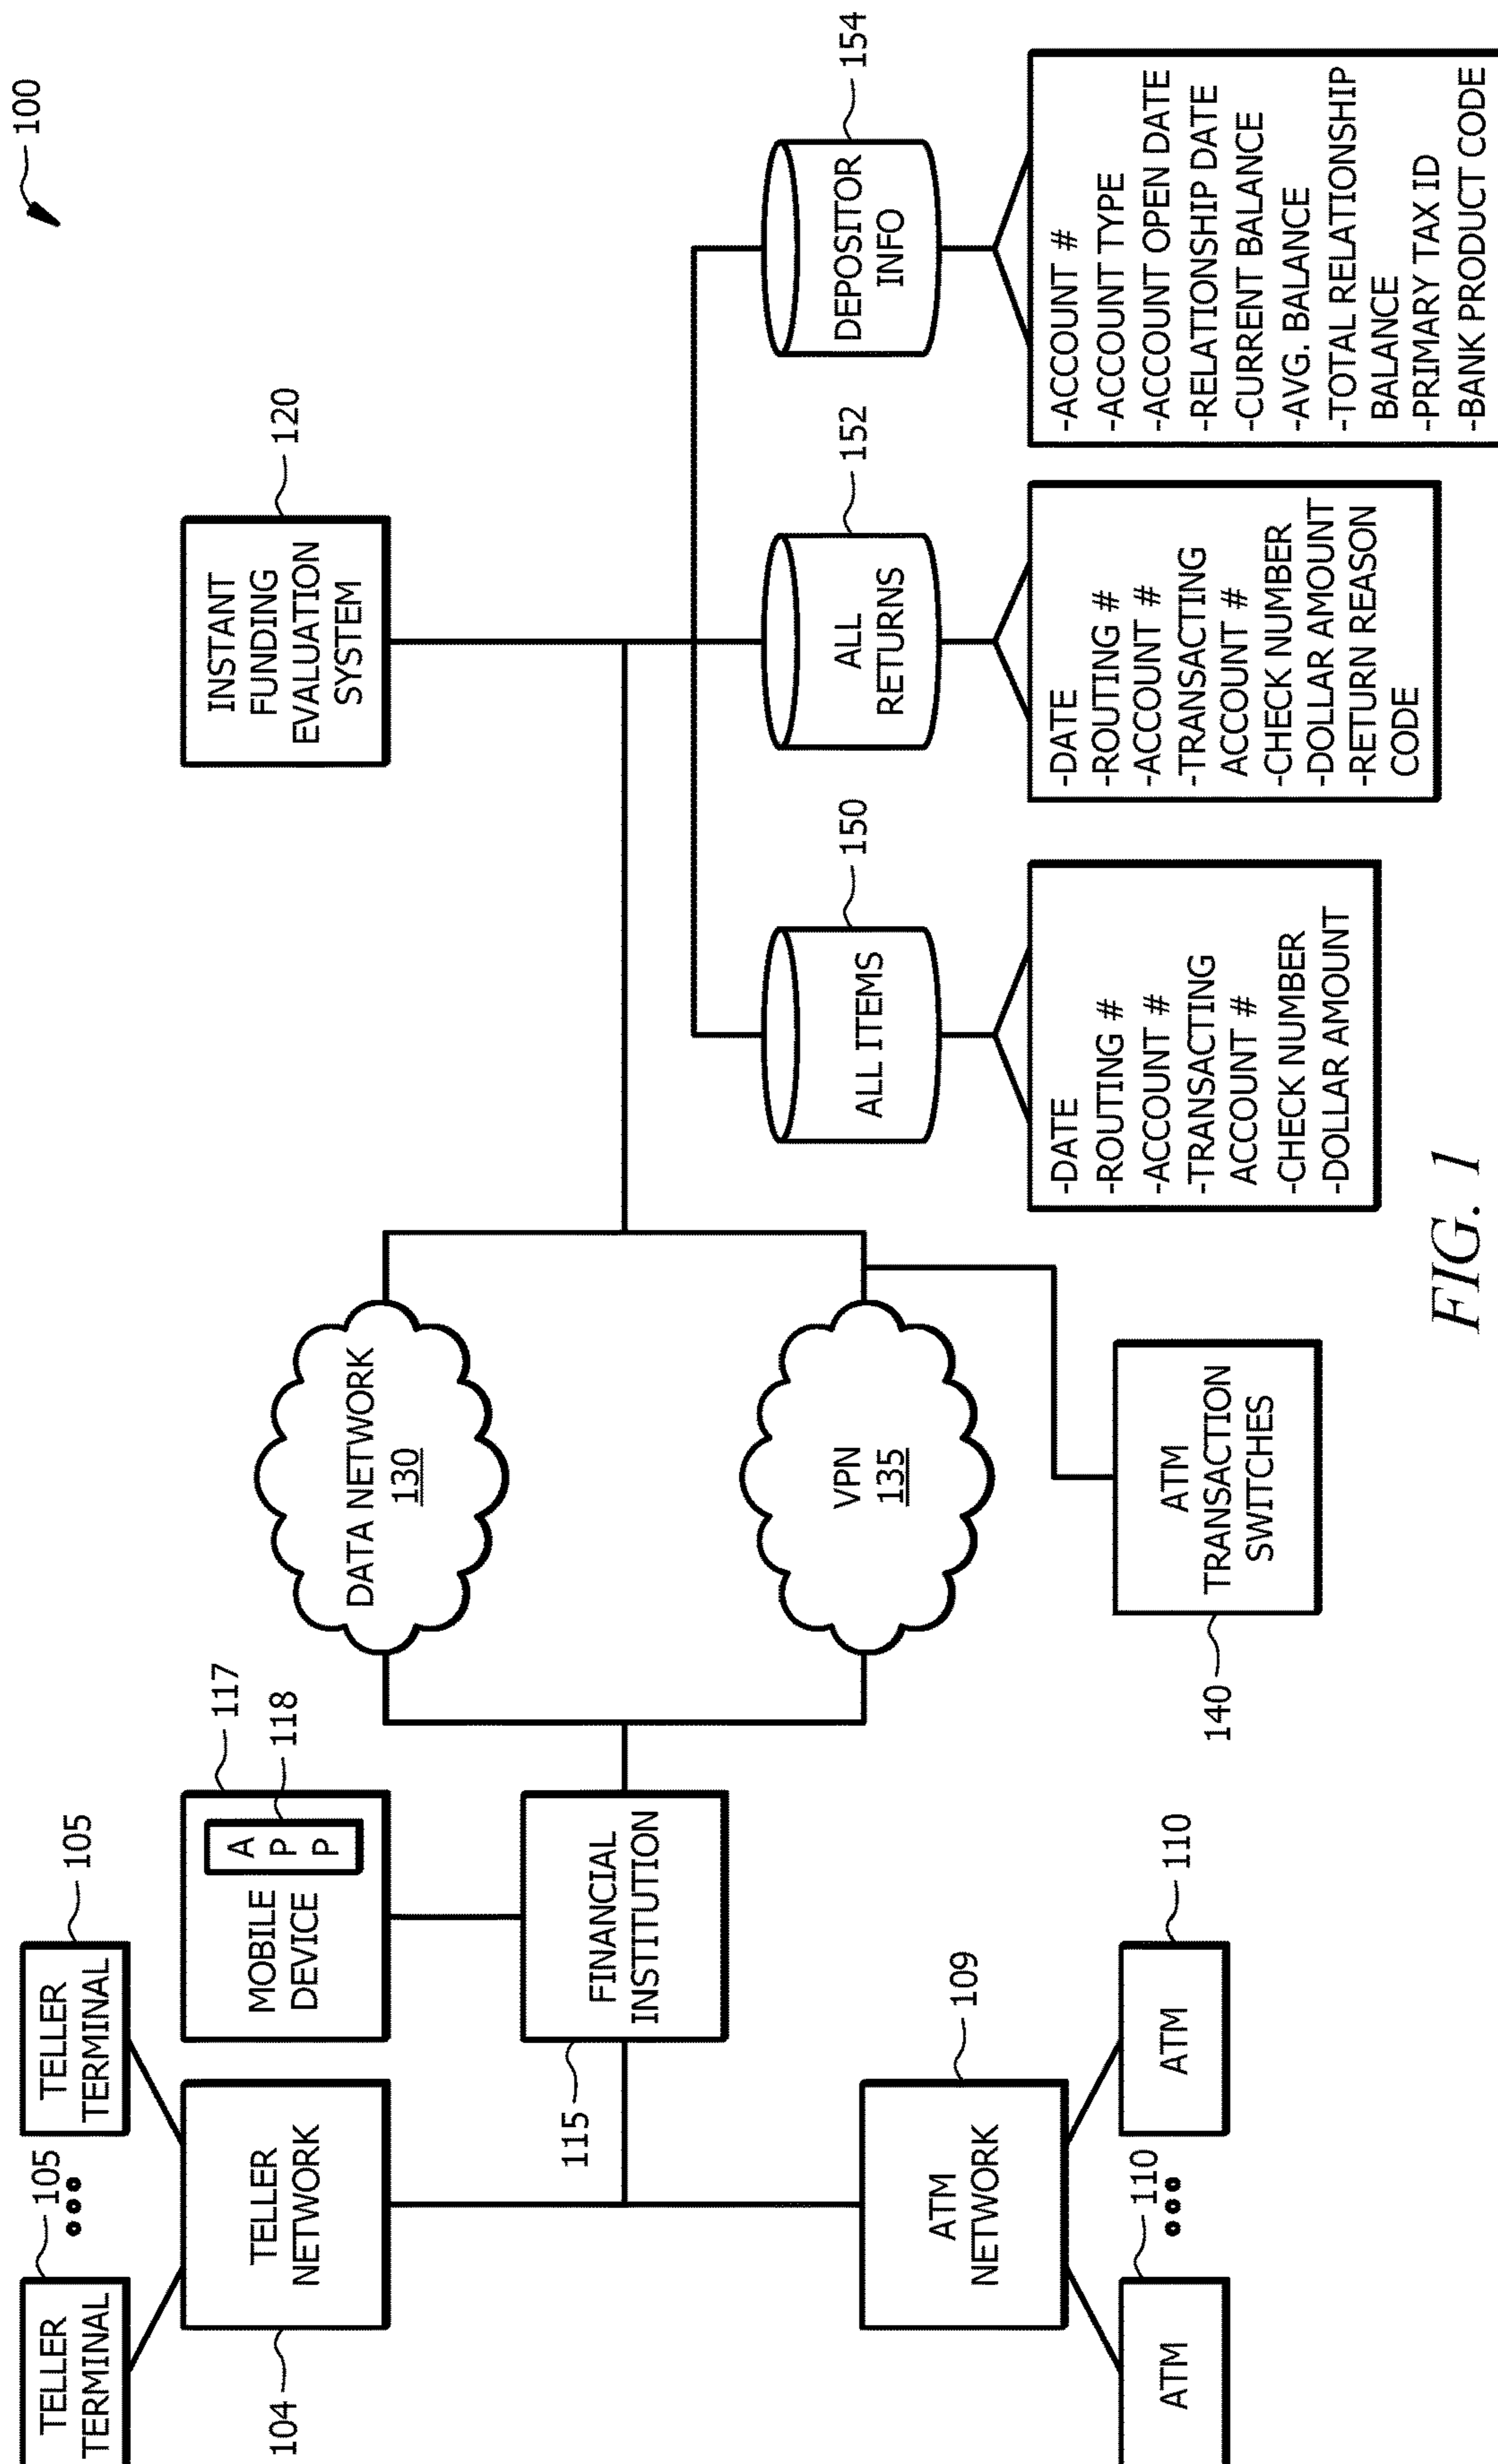 100
TELLER
TERMINAL
105
TELLER
TERMINAL
105
104
TELLER
NETWORK
MOBILE
DEVICE
A
P
P
117
118
DATA NETWORK
130
INSTANT
FUNDING
EVALUATION
SYSTEM
120
115
FINANCIAL
INSTITUTION
VPN
135
ALL ITEMS
150
ALL
RETURNS
152
DEPOSITOR
INFO
154
ATM
NETWORK
109
ATM
110
ATM
110
140
ATM
TRANSACTION
SWITCHES
-DATE
-ROUTING #
-ACCOUNT #
-TRANSACTING
ACCOUNT #
-CHECK NUMBER
-DOLLAR AMOUNT
-DATE
-ROUTING #
-ACCOUNT #
-TRANSACTING
ACCOUNT #
-CHECK NUMBER
-DOLLAR AMOUNT
-RETURN REASON
CODE
-ACCOUNT #
-ACCOUNT TYPE
-ACCOUNT OPEN DATE
-RELATIONSHIP DATE
-CURRENT BALANCE
-AVG. BALANCE
-TOTAL RELATIONSHIP
BALANCE
-PRIMARY TAX ID
-BANK PRODUCT CODE
FIG. 1